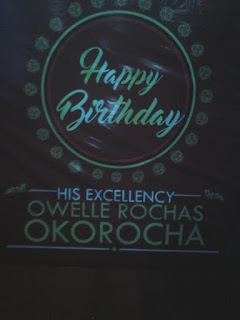 Happy
Birthday
HIS EXCELLENCY
OWELLE ROCHAS
OKOROCHA